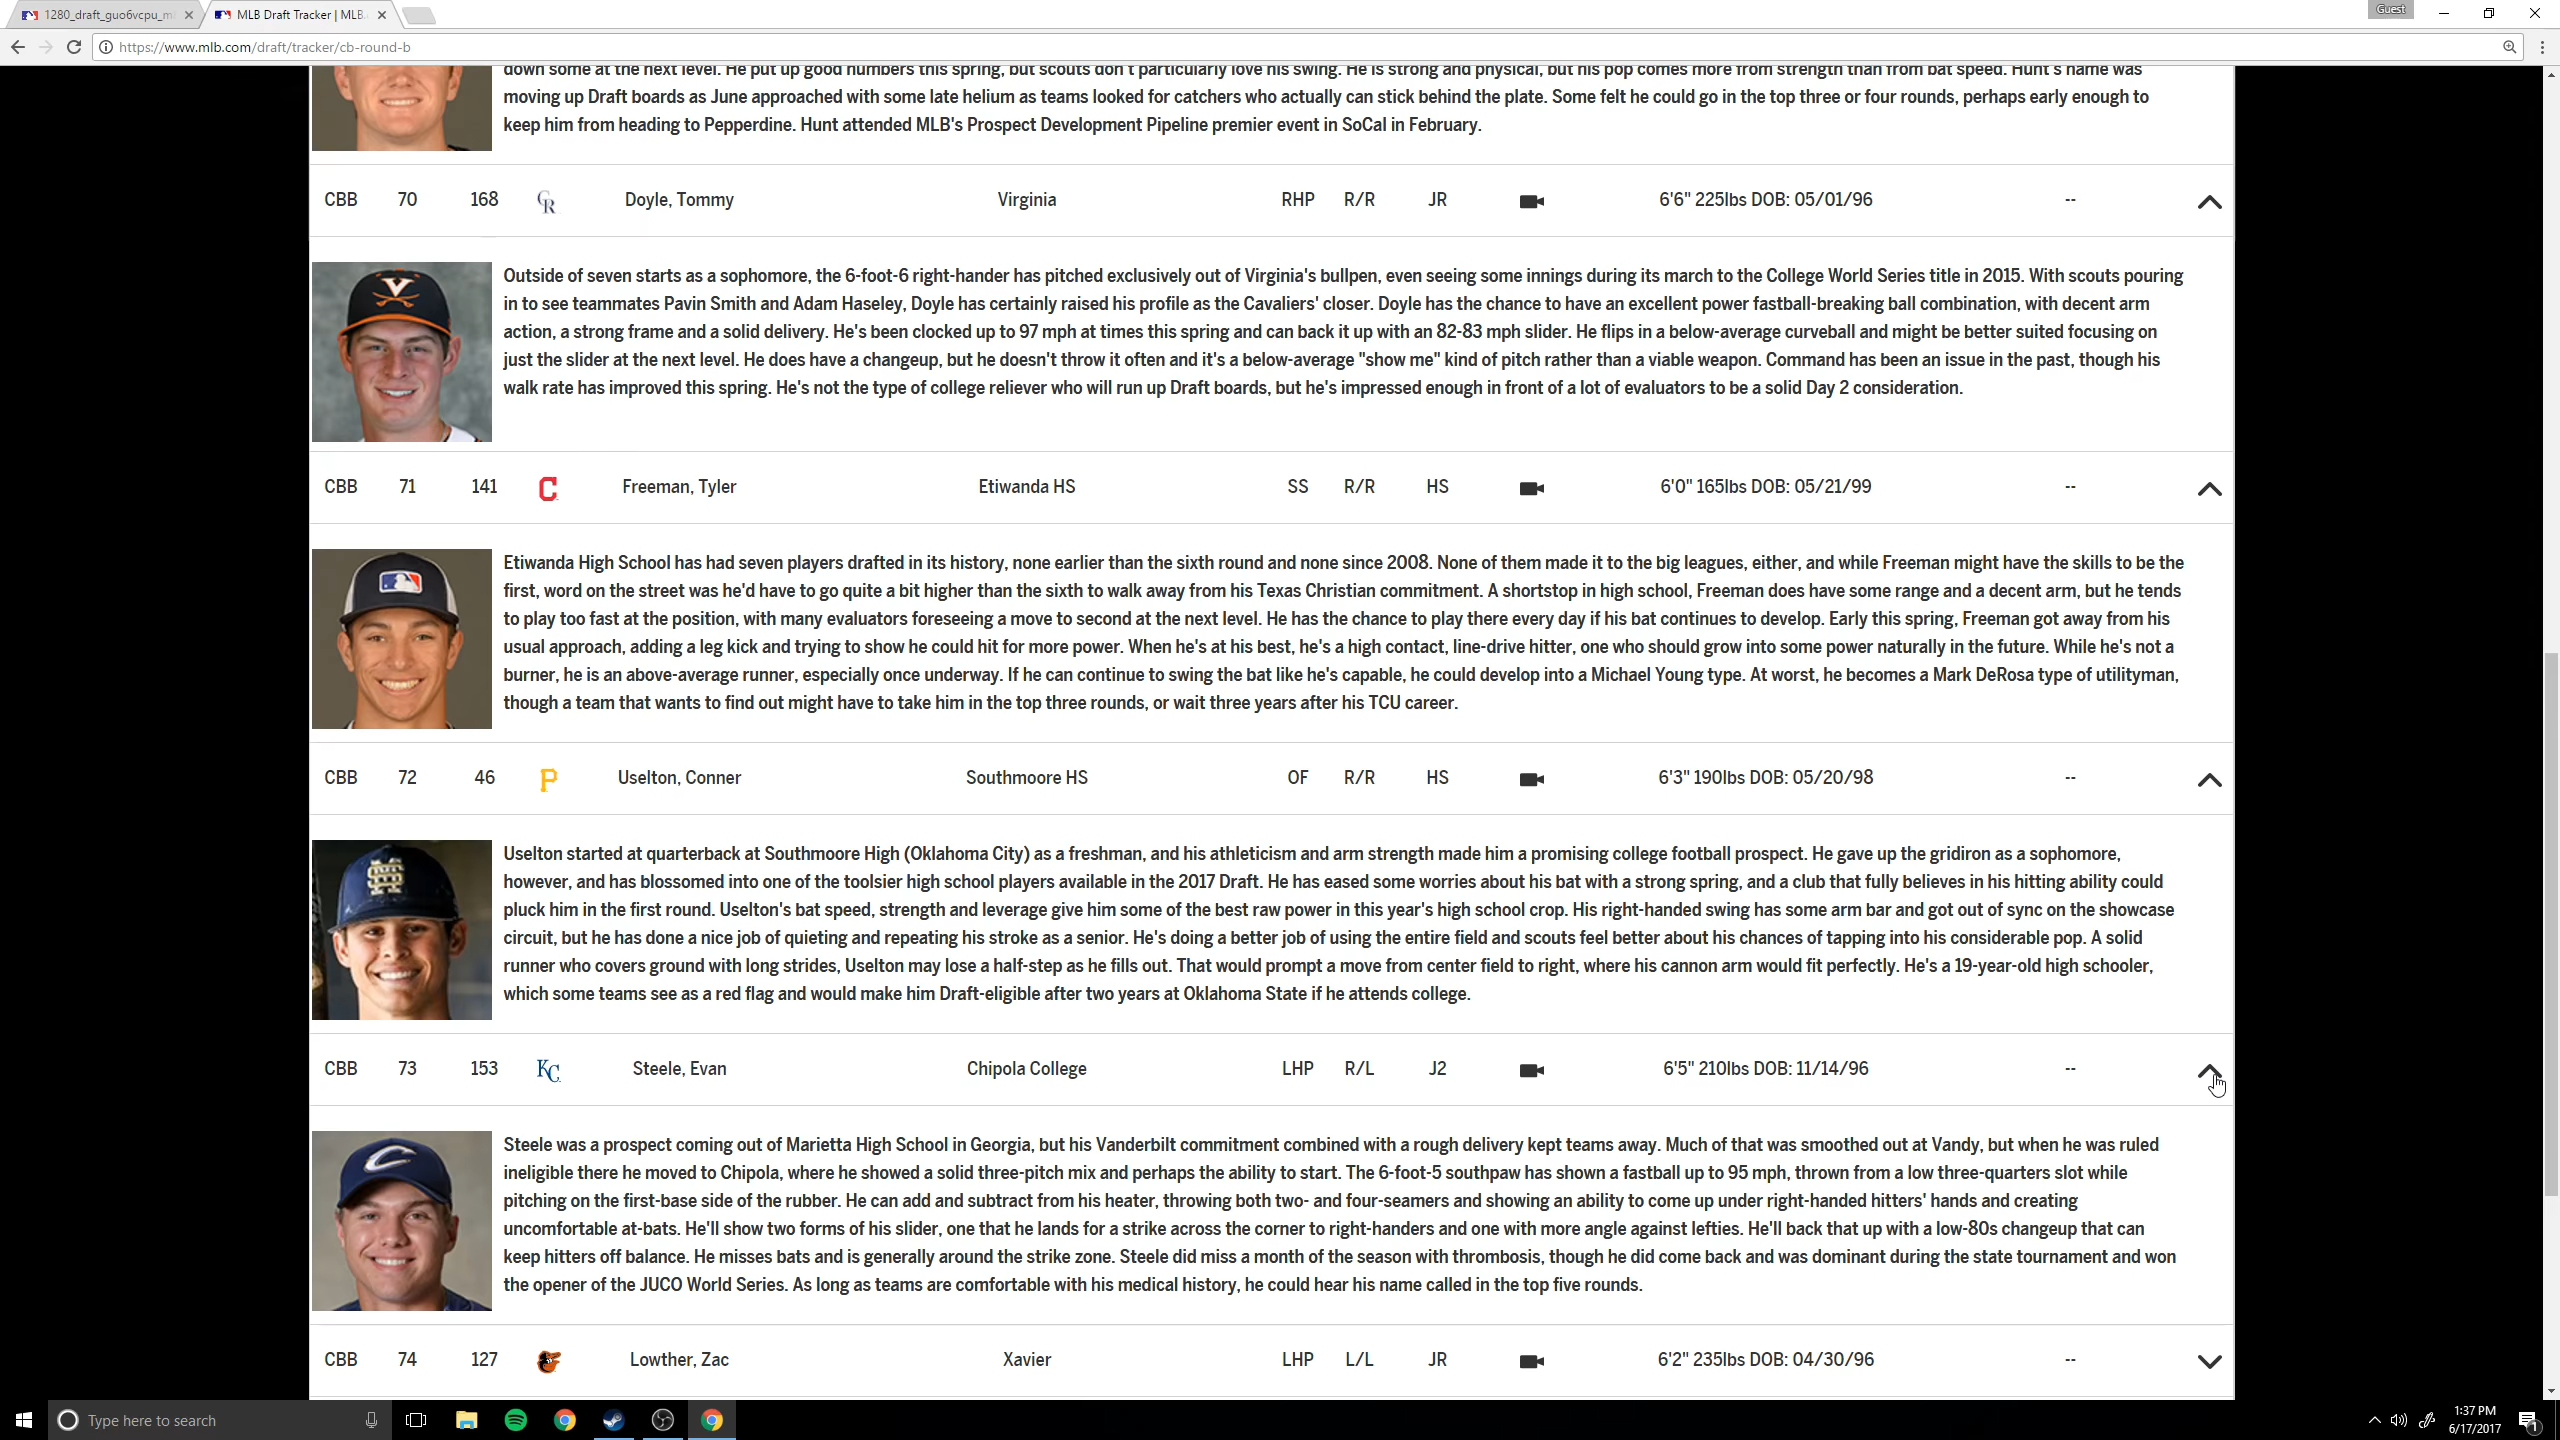 1280_draft_guo6vcpu_m
MLB Draft Tracker | MLB.
Guest
https://www.mlb.com/draft/tracker/cb-round-b
down some at the next level. He put up good numbers this spring, but scouts don't particularly love his swing. He is strong and physical, but his pop comes more from strength than from bat speed. Hunt's name was
moving up Draft boards as June approached with some late helium as teams looked for catchers who actually can stick behind the plate. Some felt he could go in the top three or four rounds, perhaps early enough to
keep him from heading to Pepperdine. Hunt attended MLB's Prospect Development Pipeline premier event in SoCal in February.
CBB 70 168 CR Doyle, Tommy Virginia RHP R/R JR 6'6" 225lbs DOB: 05/01/96 --
V
Outside of seven starts as a sophomore, the 6-foot-6 right-hander has pitched exclusively out of Virginia's bullpen, even seeing some innings during its march to the College World Series title in 2015. With scouts pouring
in to see teammates Pavin Smith and Adam Haseley, Doyle has certainly raised his profile as the Cavaliers' closer. Doyle has the chance to have an excellent power fastball-breaking ball combination, with decent arm
action, a strong frame and a solid delivery. He's been clocked up to 97 mph at times this spring and can back it up with an 82-83 mph slider. He flips in a below-average curveball and might be better suited focusing on
just the slider at the next level. He does have a changeup, but he doesn't throw it often and it's a below-average "show me" kind of pitch rather than a viable weapon. Command has been an issue in the past, though his
walk rate has improved this spring. He's not the type of college reliever who will run up Draft boards, but he's impressed enough in front of a lot of evaluators to be a solid Day 2 consideration.
CBB 71 141 C Freeman, Tyler Etiwanda HS SS R/R HS 6'0" 165lbs DOB: 05/21/99 --
Etiwanda High School has had seven players drafted in its history, none earlier than the sixth round and none since 2008. None of them made it to the big leagues, either, and while Freeman might have the skills to be the
first, word on the street was he'd have to go quite a bit higher than the sixth to walk away from his Texas Christian commitment. A shortstop in high school, Freeman does have some range and a decent arm, but he tends
to play too fast at the position, with many evaluators foreseeing a move to second at the next level. He has the chance to play there every day if his bat continues to develop. Early this spring, Freeman got away from his
usual approach, adding a leg kick and trying to show he could hit for more power. When he's at his best, he's a high contact, line-drive hitter, one who should grow into some power naturally in the future. While he's not a
burner, he is an above-average runner, especially once underway. If he can continue to swing the bat like he's capable, he could develop into a Michael Young type. At worst, he becomes a Mark DeRosa type of utilityman,
though a team that wants to find out might have to take him in the top three rounds, or wait three years after his TCU career.
CBB 72 46 P Uselton, Conner Southmoore HS OF R/R HS 6'3" 190lbs DOB: 05/20/98 --
Uselton started at quarterback at Southmoore High (Oklahoma City) as a freshman, and his athleticism and arm strength made him a promising college football prospect. He gave up the gridiron as a sophomore,
however, and has blossomed into one of the toolsier high school players available in the 2017 Draft. He has eased some worries about his bat with a strong spring, and a club that fully believes in his hitting ability could
pluck him in the first round. Uselton's bat speed, strength and leverage give him some of the best raw power in this year's high school crop. His right-handed swing has some arm bar and got out of sync on the showcase
circuit, but he has done a nice job of quieting and repeating his stroke as a senior. He's doing a better job of using the entire field and scouts feel better about his chances of tapping into his considerable pop. A solid
runner who covers ground with long strides, Uselton may lose a half-step as he fills out. That would prompt a move from center field to right, where his cannon arm would fit perfectly. He's a 19-year-old high schooler,
which some teams see as a red flag and would make him Draft-eligible after two years at Oklahoma State if he attends college.
CBB 73 153 KC Steele, Evan Chipola College LHP R/L J2 6'5" 210lbs DOB: 11/14/96 --
C
Steele was a prospect coming out of Marietta High School in Georgia, but his Vanderbilt commitment combined with a rough delivery kept teams away. Much of that was smoothed out at Vandy, but when he was ruled
ineligible there he moved to Chipola, where he showed a solid three-pitch mix and perhaps the ability to start. The 6-foot-5 southpaw has shown a fastball up to 95 mph, thrown from a low three-quarters slot while
pitching on the first-base side of the rubber. He can add and subtract from his heater, throwing both two- and four-seamers and showing an ability to come up under right-handed hitters' hands and creating
uncomfortable at-bats. He'll show two forms of his slider, one that he lands for a strike across the corner to right-handers and one with more angle against lefties. He'll back that up with a low-80s changeup that can
keep hitters off balance. He misses bats and is generally around the strike zone. Steele did miss a month of the season with thrombosis, though he did come back and was dominant during the state tournament and won
the opener of the JUCO World Series. As long as teams are comfortable with his medical history, he could hear his name called in the top five rounds.
CBB 74 127 Lowther, Zac Xavier LHP L/L JR 6'2" 235lbs DOB: 04/30/96 --
Type here to search
1:37 PM
6/17/2017
1